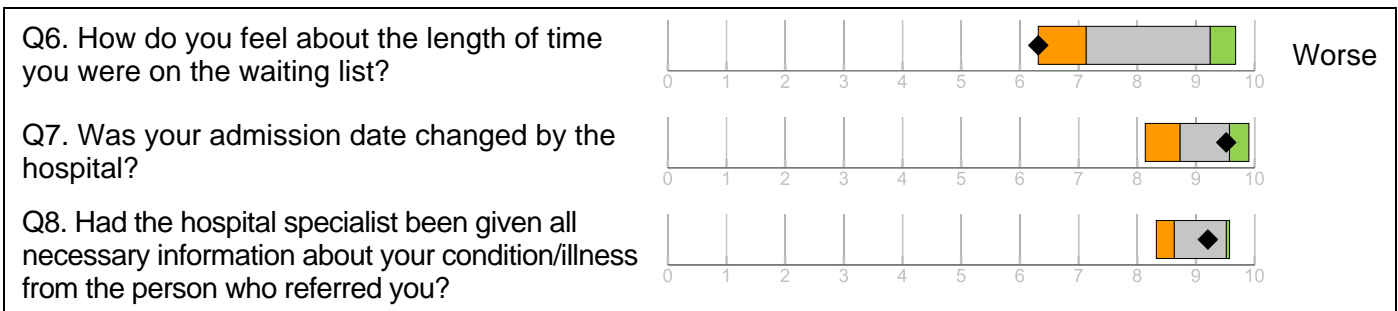 Q6. How do you feel about the length of time
you were on the waiting list?
Worse
0 1 2 3 4 5 6 7 8 9 10
Q7. Was your admission date changed by the
hospital?
0 1 2 3 4 5 6 7 8 9 10
Q8. Had the hospital specialist been given all
necessary information about your condition/illness
from the person who referred you?
0 1 2 3 4 5 6 7 8 9 10